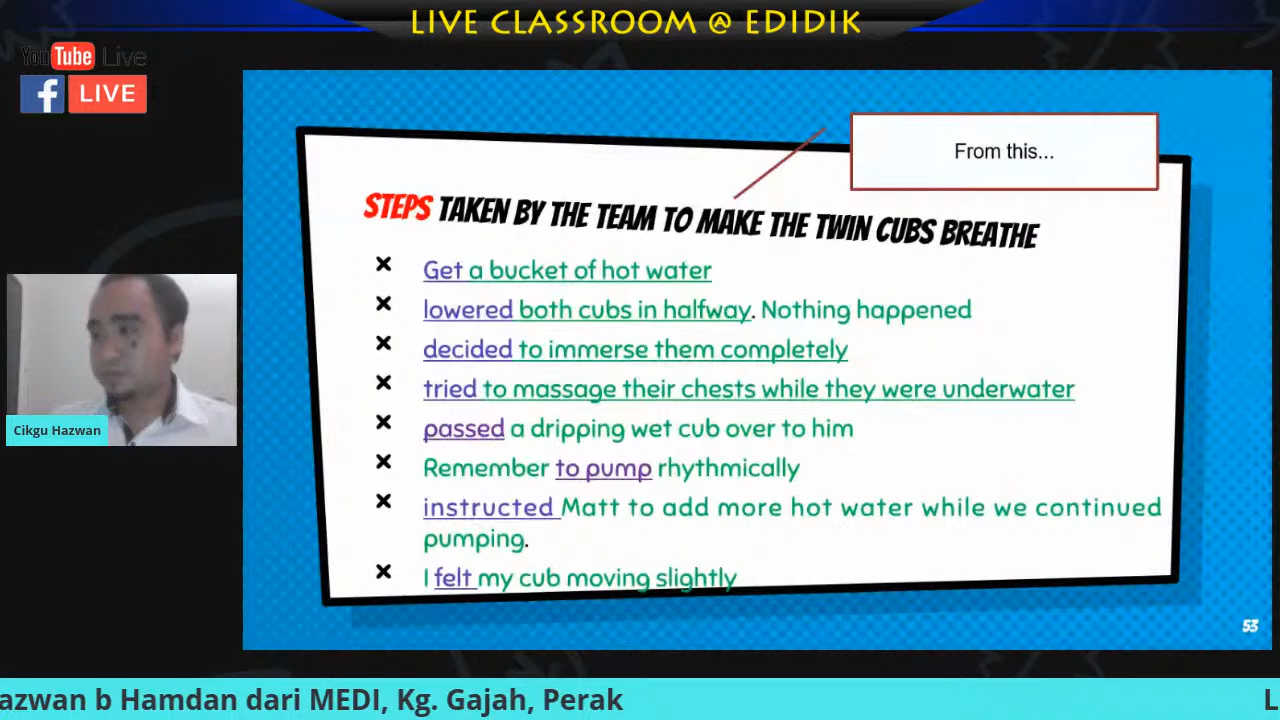 LIVE CLASSROOM @ EDIDIK
YouTube Live
f LIVE
From this...
STEPS TAKEN BY THE TEAM TO MAKE THE TWIN CUBS BREATHE
× Get a bucket of hot water
× lowered both cubs in halfway. Nothing happened
× decided to immerse them completely
× tried to massage their chests while they were underwater
× passed a dripping wet cub over to him
× Remember to pump rhythmically
× instructed Matt to add more hot water while we continued
pumping.
× I felt my cub moving slightly
Cikgu Hazwan
53
azwan b Hamdan dari MEDI, Kg. Gajah, Perak
L